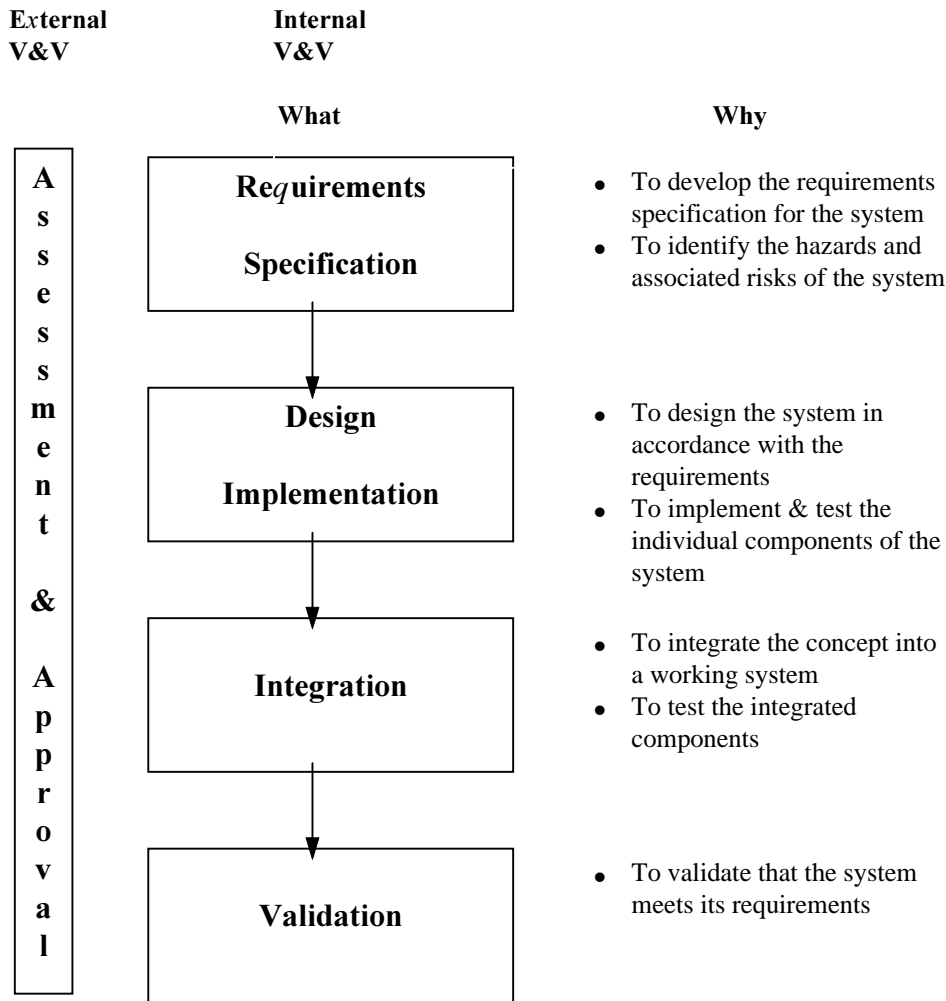 External
V&V
Internal
V&V
What
Why
Assessment & Approval
Requirements
Specification
• To develop the requirements
specification for the system
• To identify the hazards and
associated risks of the system
Design
Implementation
• To design the system in
accordance with the
requirements
• To implement & test the
individual components of the
system
Integration
• To integrate the concept into
a working system
• To test the integrated
components
Validation
• To validate that the system
meets its requirements